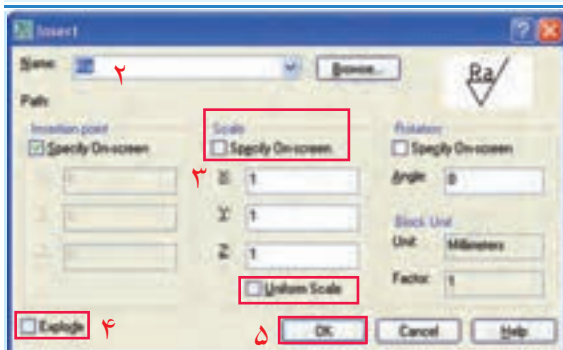 Insert
Name: ۲ Browse...
Ra
Path:
Insertion point Scale Rotation
Specify On-screen Specify On-screen Specify On-screen
۳ X: 1 Angle: 0
Y: 1 Block Unit
Unit: Millimeters
Z: 1
Factor: 1
Uniform Scale
Explode ۴ ۵ OK Cancel Help